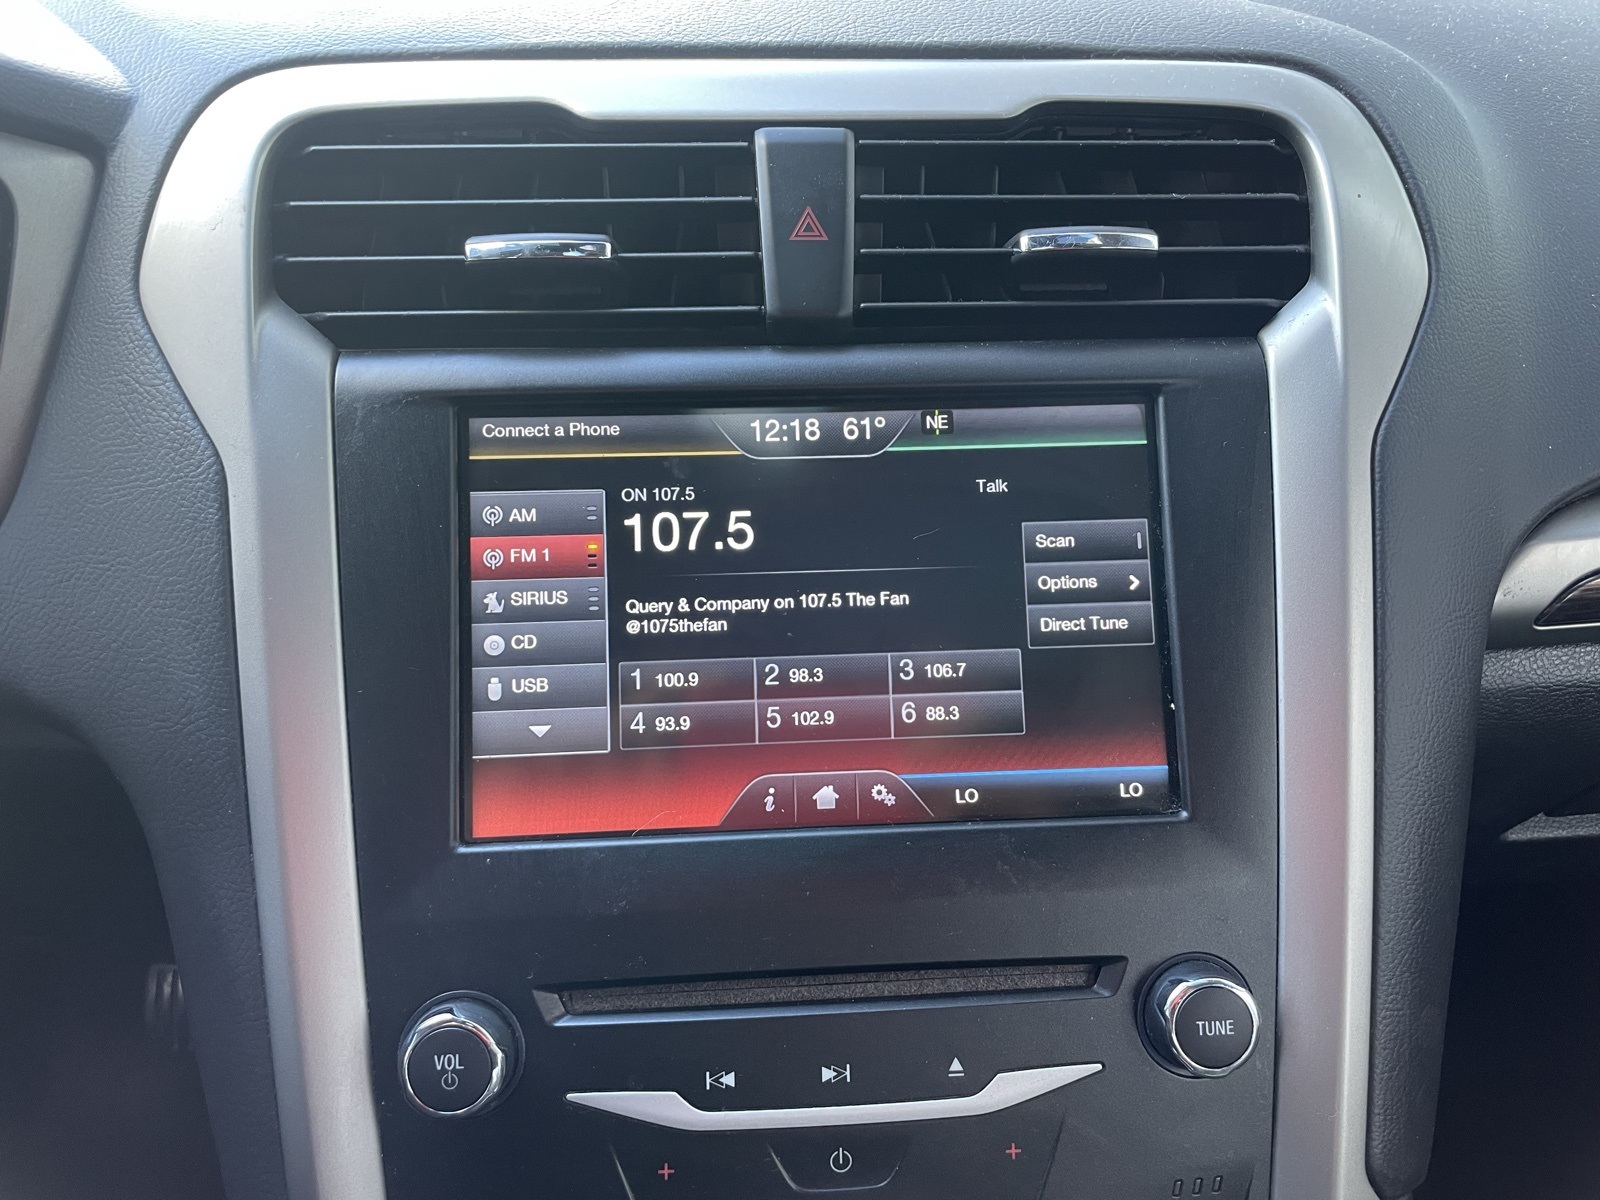 Connect a Phone
12:18 61° NE
ON 107.5
Talk
107.5
AM
FM 1
SIRIUS
CD
USB
Scan
Options
Direct Tune
Query & Company on 107.5 The Fan
@1075thefan
1 100.9
2 98.3
3 106.7
4 93.9
5 102.9
6 88.3
i
LO
LO
VOL
TUNE